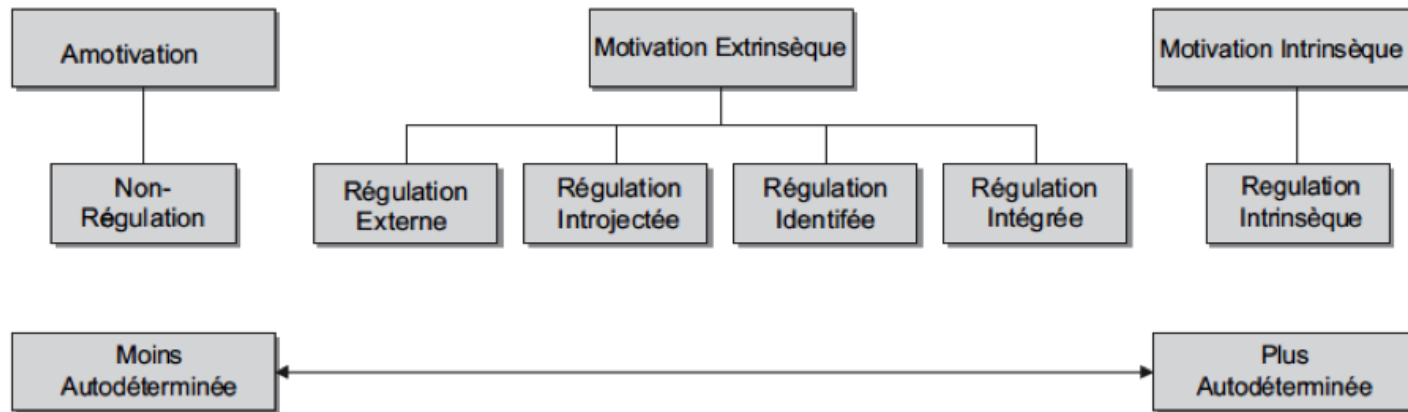 Amotivation
Motivation Extrinsèque
Motivation Intrinsèque
Non-
Régulation
Régulation
Externe
Régulation
Introjectée
Régulation
Identifée
Régulation
Intégrée
Regulation
Intrinsèque
Moins
Autodéterminée
Plus
Autodéterminée